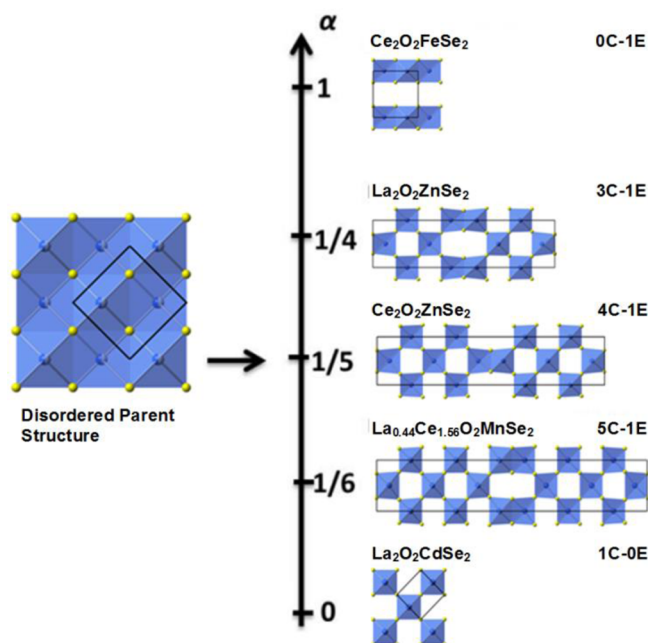 α
Ce₂O₂FeSe₂ 0C-1E
1
La₂O₂ZnSe₂ 3C-1E
1/4
Ce₂O₂ZnSe₂ 4C-1E
1/5
Disordered Parent
Structure
La₀.₄₄Ce₁.₅₆O₂MnSe₂ 5C-1E
1/6
La₂O₂CdSe₂ 1C-0E
0